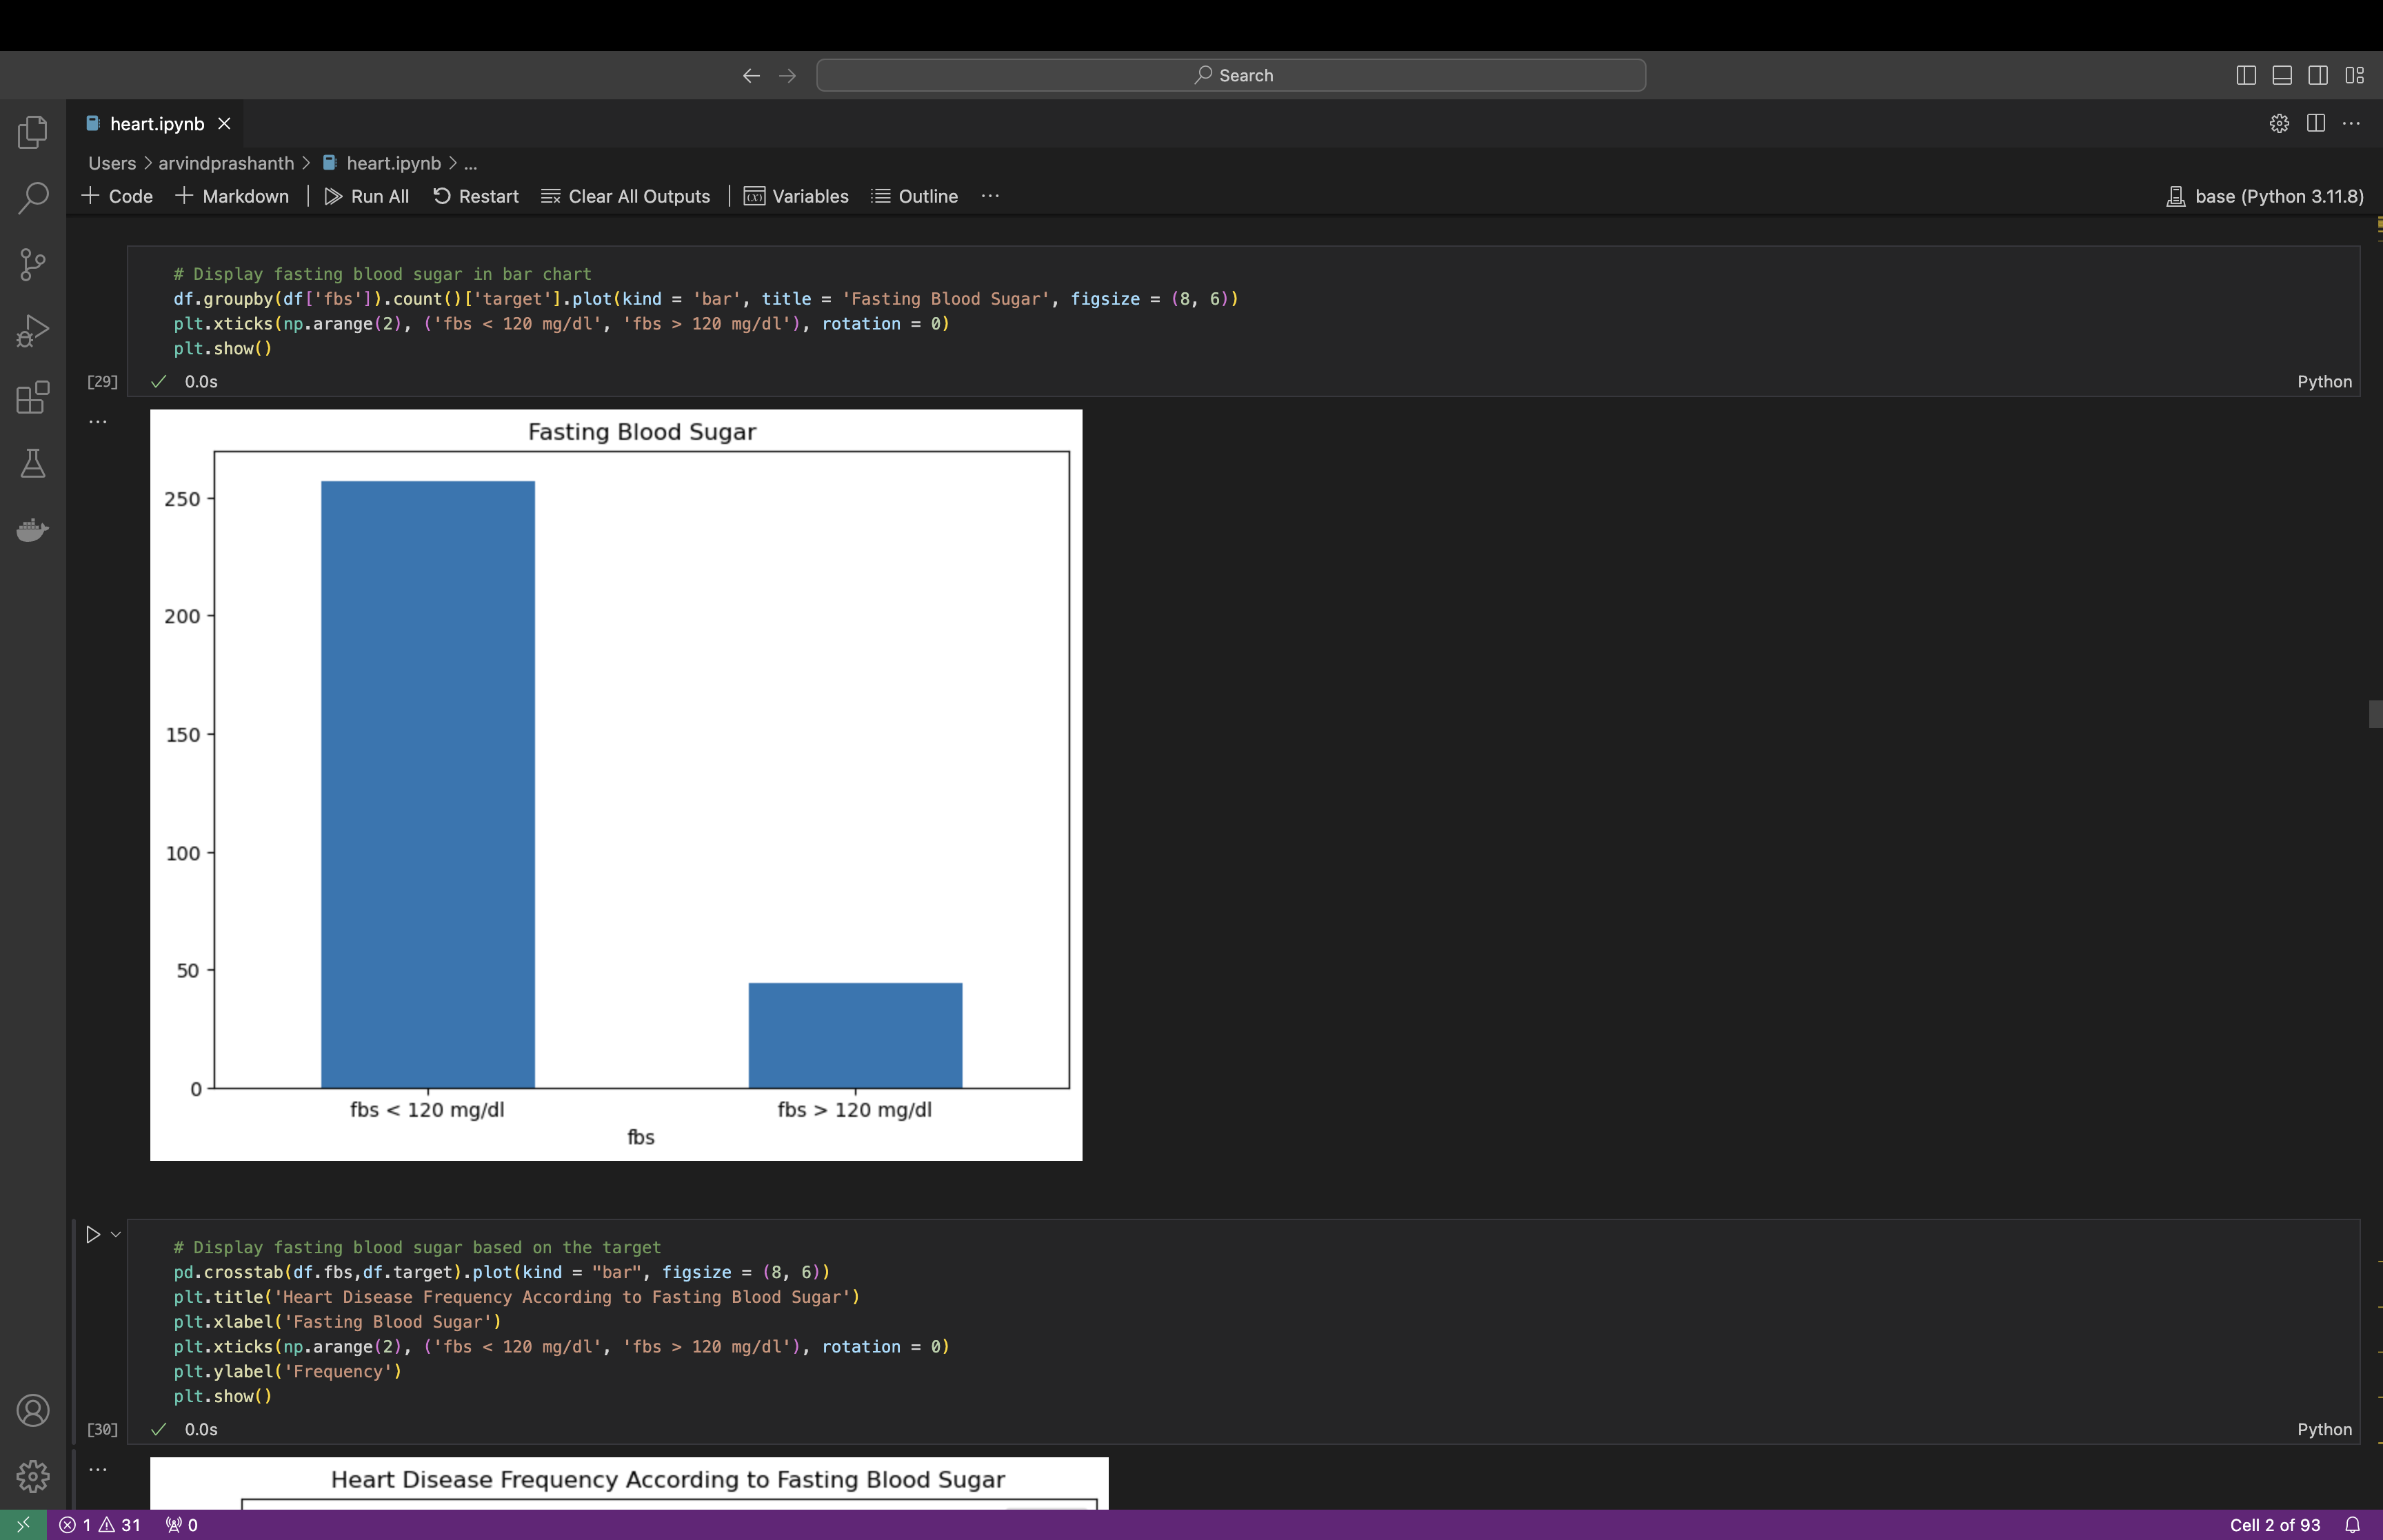 Search
heart.ipynb
Users > arvindprashanth > heart.ipynb > ...
+ Code + Markdown | Run All Restart Clear All Outputs | Variables Outline ...
base (Python 3.11.8)
# Display fasting blood sugar in bar chart
df.groupby(df['fbs']).count()['target'].plot(kind = 'bar', title = 'Fasting Blood Sugar', figsize = (8, 6))
plt.xticks(np.arange(2), ('fbs < 120 mg/dl', 'fbs > 120 mg/dl'), rotation = 0)
plt.show()
[29] 0.0s Python
Fasting Blood Sugar
250
200
150
100
50
0
fbs < 120 mg/dl fbs > 120 mg/dl
fbs
# Display fasting blood sugar based on the target
pd.crosstab(df.fbs,df.target).plot(kind = "bar", figsize = (8, 6))
plt.title('Heart Disease Frequency According to Fasting Blood Sugar')
plt.xlabel('Fasting Blood Sugar')
plt.xticks(np.arange(2), ('fbs < 120 mg/dl', 'fbs > 120 mg/dl'), rotation = 0)
plt.ylabel('Frequency')
plt.show()
[30] 0.0s Python
Heart Disease Frequency According to Fasting Blood Sugar
1 31 0
Cell 2 of 93